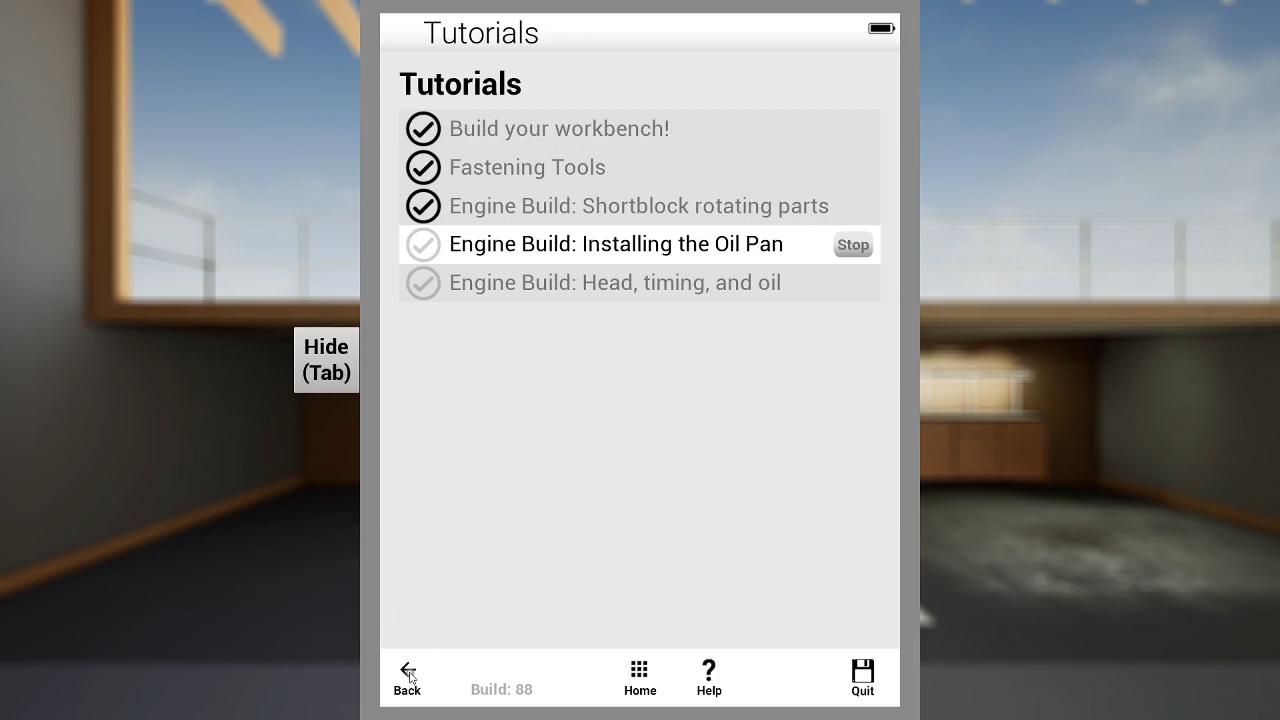 Tutorials
Tutorials
Build your workbench!
Fastening Tools
Engine Build: Shortblock rotating parts
Engine Build: Installing the Oil Pan
Stop
Engine Build: Head, timing, and oil
Hide
(Tab)
Back
Build: 88
Home
?
Help
Quit